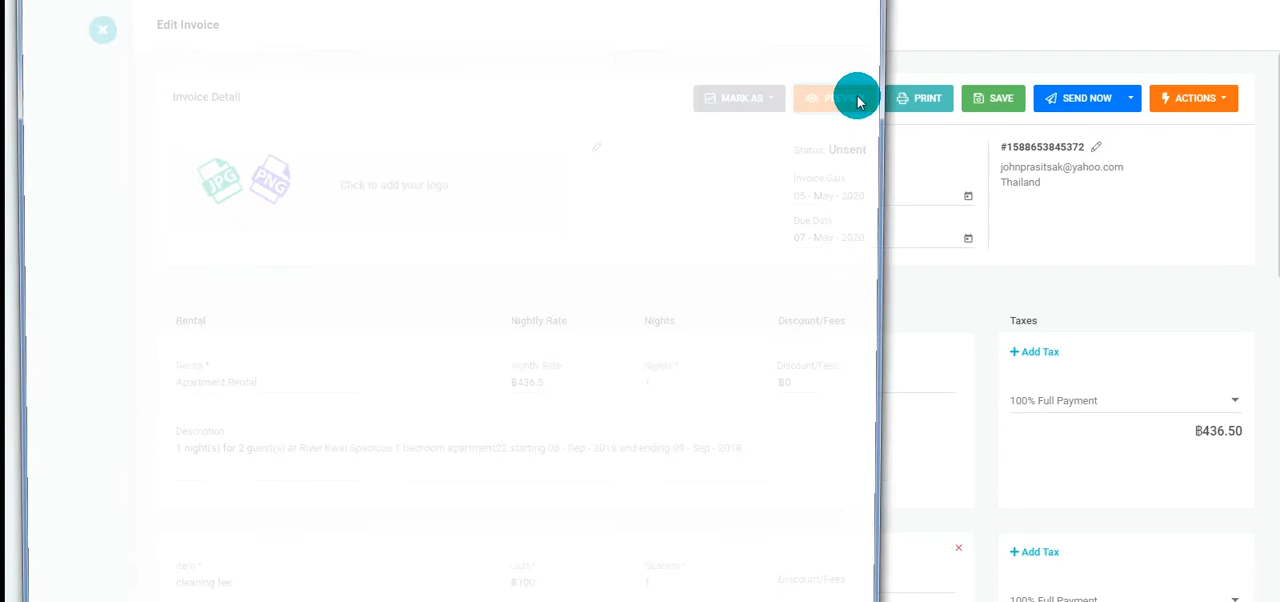 Edit Invoice
Invoice Detail
MARK AS
PRINT
SAVE
SEND NOW
ACTIONS
JPG
PNG
Click to add your logo
Status: Unsent
Invoice Date
05 - May - 2020
Due Date
07 - May - 2020
#1588653845372
johnprasitsak@yahoo.com
Thailand
Rental
Nightly Rate
Nights
Discount/Fees
Taxes
Rental *
Apartment Rental
Nightly Rate
฿436.5
Nights *
1
Discount/Fees
฿0
+ Add Tax
100% Full Payment
฿436.50
Description
1 night(s) for 2 guest(s) at River Kwai Spacious 1 bedroom apartment22 starting 08 - Sep - 2018 and ending 09 - Sep - 2018
Item *
cleaning fee
฿100
1
Discount/Fees
+ Add Tax
100% Full Payment